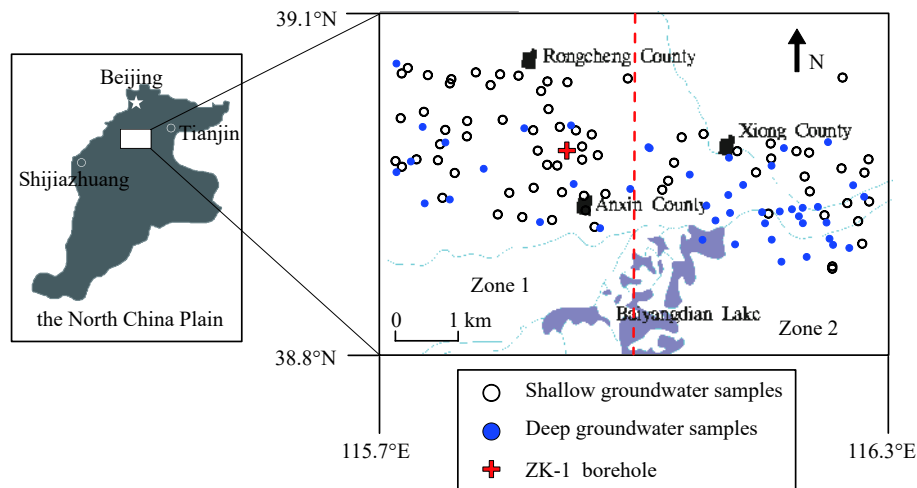 39.1°N
Rongcheng County
N
Beijing
Tianjin
Xiong County
Shijiazhuang
Anxin County
Zone 1
the North China Plain
0 1 km
Baiyangdian Lake
Zone 2
38.8°N
Shallow groundwater samples
Deep groundwater samples
ZK-1 borehole
115.7°E
116.3°E